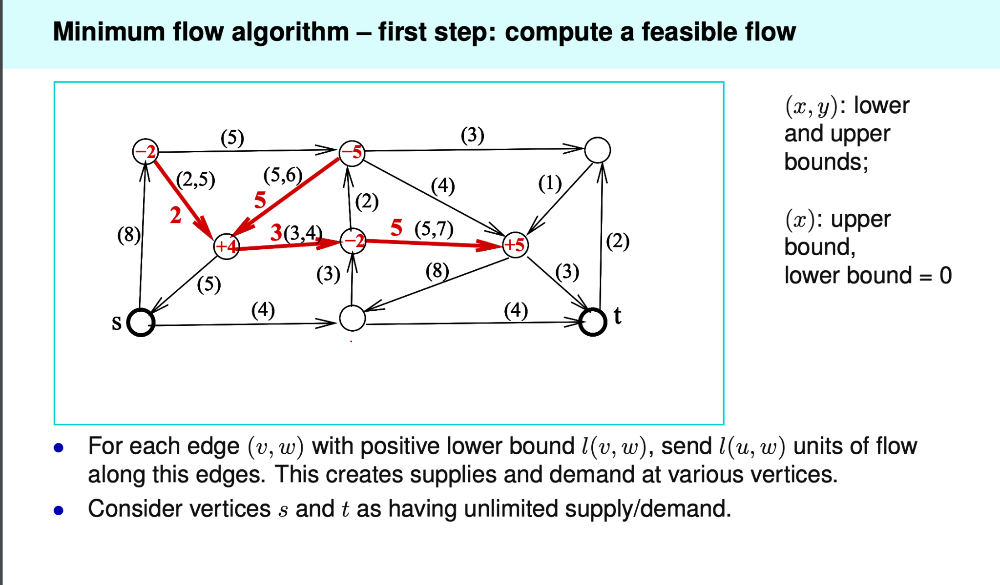 Minimum flow algorithm – first step: compute a feasible flow
(x, y): lower
and upper
bounds;
(x): upper
bound,
lower bound = 0
(5)
(3)
−2
−5
(2,5)
(5,6)
(4)
(1)
5
(2)
2
(8)
3(3,4)
5 (5,7)
(2)
+4
−2
+5
(5)
(3)
(8)
(3)
(4)
(4)
s
t
For each edge (v, w) with positive lower bound l(v, w), send l(u, w) units of flow
along this edges. This creates supplies and demand at various vertices.
Consider vertices s and t as having unlimited supply/demand.